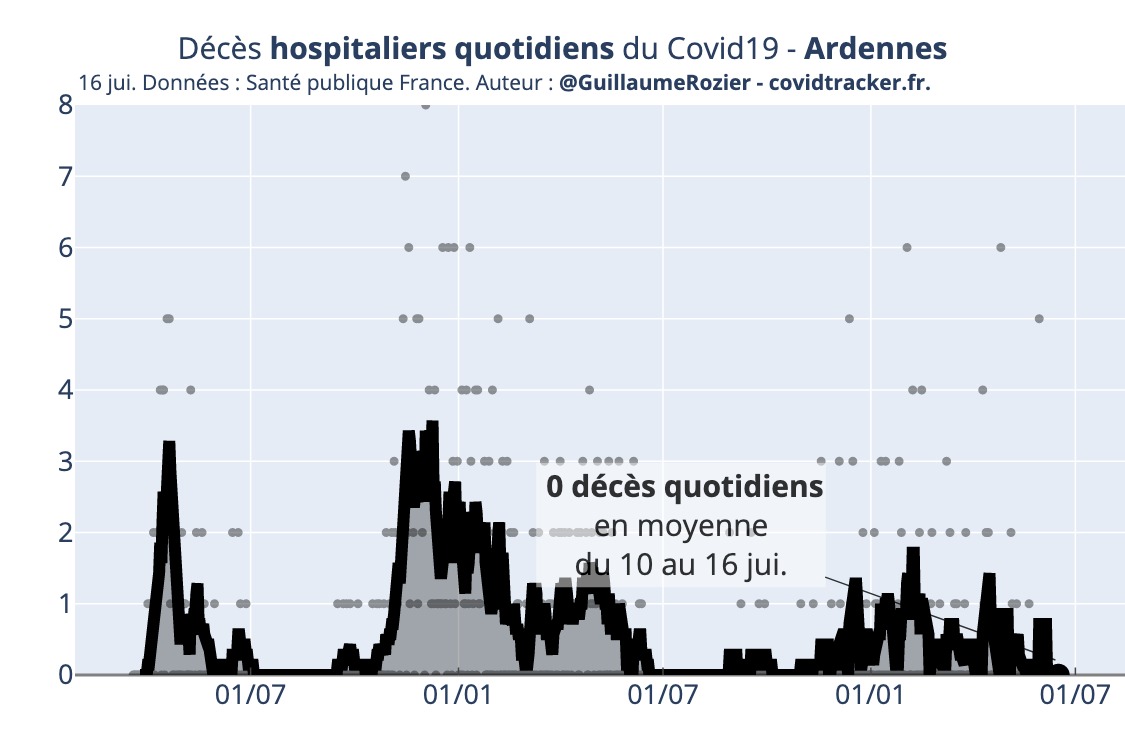 Décès hospitaliers quotidiens du Covid19 - Ardennes
16 jui. Données : Santé publique France. Auteur : @GuillaumeRozier - covidtracker.fr.
8
7
6
5
4
3
2
1
0
0 décès quotidiens
en moyenne
du 10 au 16 jui.
01/07
01/01
01/07
01/01
01/07